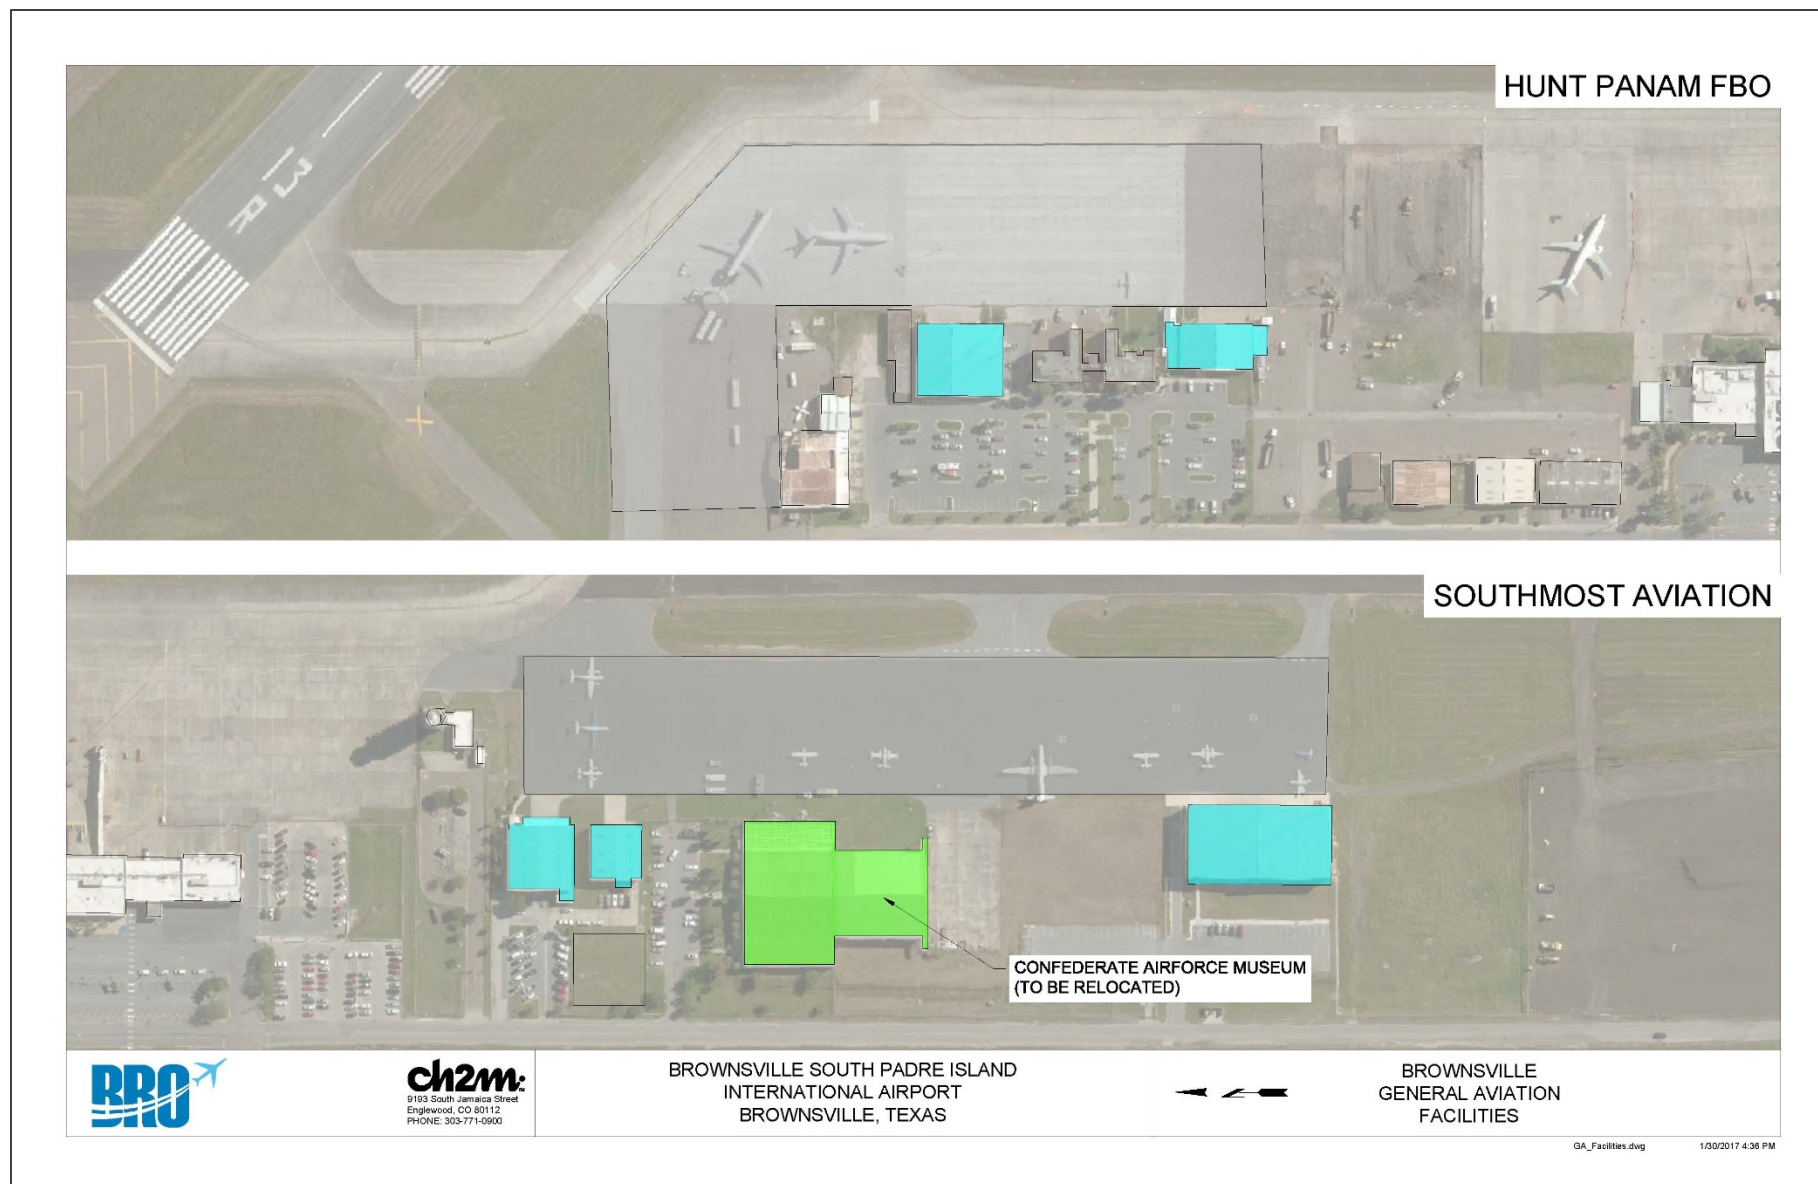 HUNT PANAM FBO
SOUTHMOST AVIATION
CONFEDERATE AIRFORCE MUSEUM
(TO BE RELOCATED)
BRO
ch2m:
9193 South Jamaica Street
Englewood, CO 80112
PHONE: 303-771-0900
BROWNSVILLE SOUTH PADRE ISLAND
INTERNATIONAL AIRPORT
BROWNSVILLE, TEXAS
BROWNSVILLE
GENERAL AVIATION
FACILITIES
GA_Facilities.dwg
1/30/2017 4:36 PM